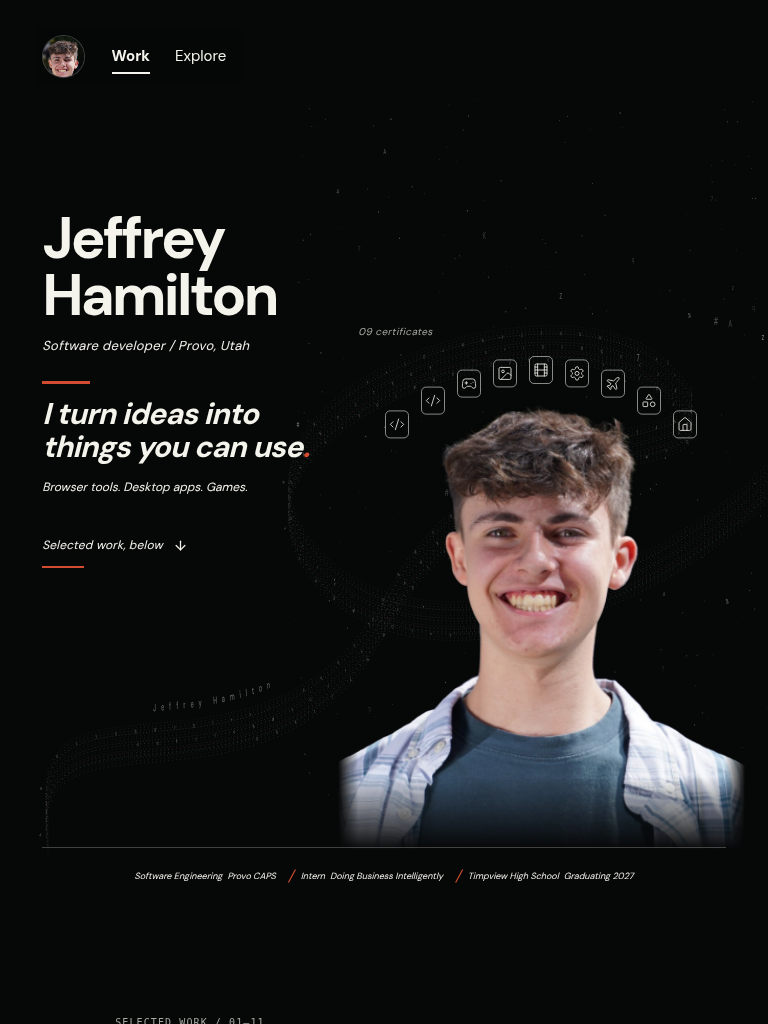 Work Explore
Jeffrey
Hamilton
Software developer / Provo, Utah
09 certificates
I turn ideas into
things you can use.
Browser tools. Desktop apps. Games.
Selected work, below ↓
Jeffrey Hamilton
Software Engineering Provo CAPS / Intern Doing Business Intelligently / Timpview High School Graduating 2027
SELECTED WORK / 01–11